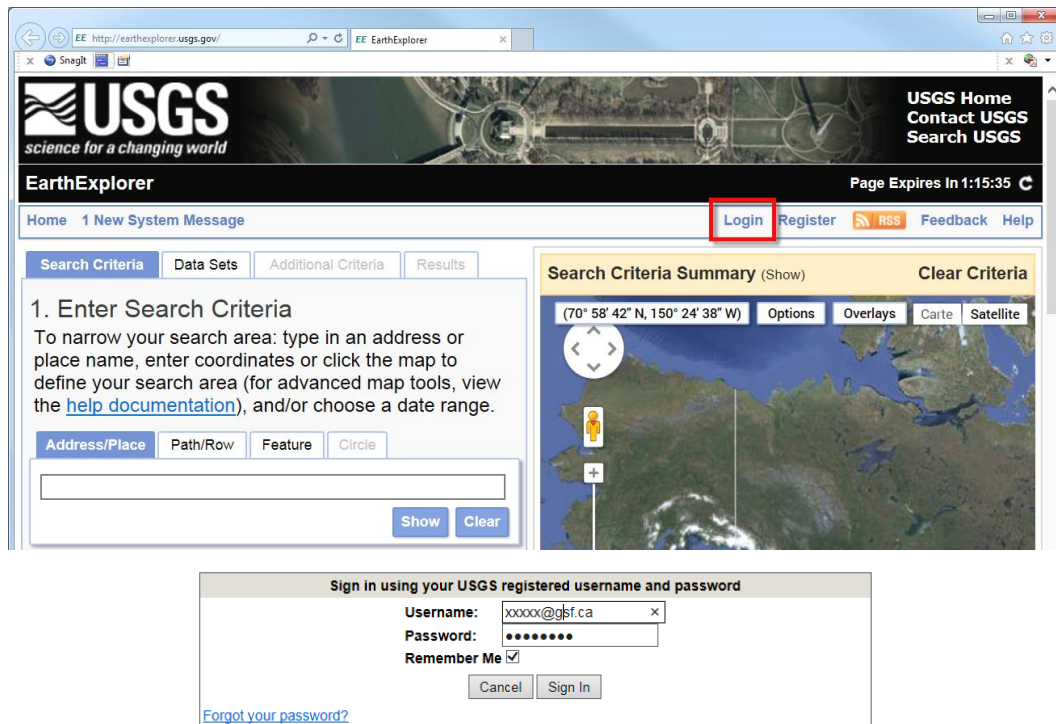 EE http://earthexplorer.usgs.gov/
EE EarthExplorer
x SnagIt
USGS
science for a changing world
USGS Home
Contact USGS
Search USGS
EarthExplorer
Page Expires In 1:15:35
Home 1 New System Message
Login Register RSS Feedback Help
Search Criteria Data Sets Additional Criteria Results
1. Enter Search Criteria
To narrow your search area: type in an address or
place name, enter coordinates or click the map to
define your search area (for advanced map tools, view
the help documentation), and/or choose a date range.
Address/Place Path/Row Feature Circle
Show Clear
Search Criteria Summary (Show) Clear Criteria
(70° 58' 42" N, 150° 24' 38" W) Options Overlays Carte Satellite
Sign in using your USGS registered username and password
Username: xxxxx@gsf.ca ×
Password: ●●●●●●●●
Remember Me
Cancel Sign In
Forgot your password?